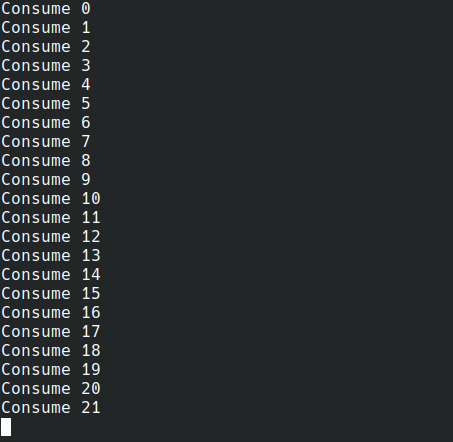 Consume 0
Consume 1
Consume 2
Consume 3
Consume 4
Consume 5
Consume 6
Consume 7
Consume 8
Consume 9
Consume 10
Consume 11
Consume 12
Consume 13
Consume 14
Consume 15
Consume 16
Consume 17
Consume 18
Consume 19
Consume 20
Consume 21